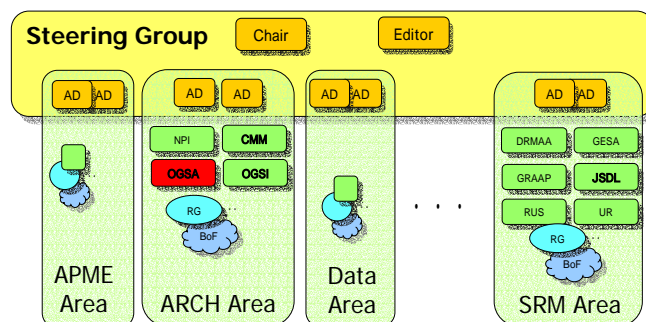 Steering Group
Chair
Editor
AD
AD
AD
AD
AD
AD
AD
AD
NPI
CMM
OGSA
OGSI
RG
...
BoF
DRMAA
GESA
GRAAP
JSDL
RUS
UR
RG
BoF
. . .
APME
Area
ARCH Area
Data
Area
SRM Area